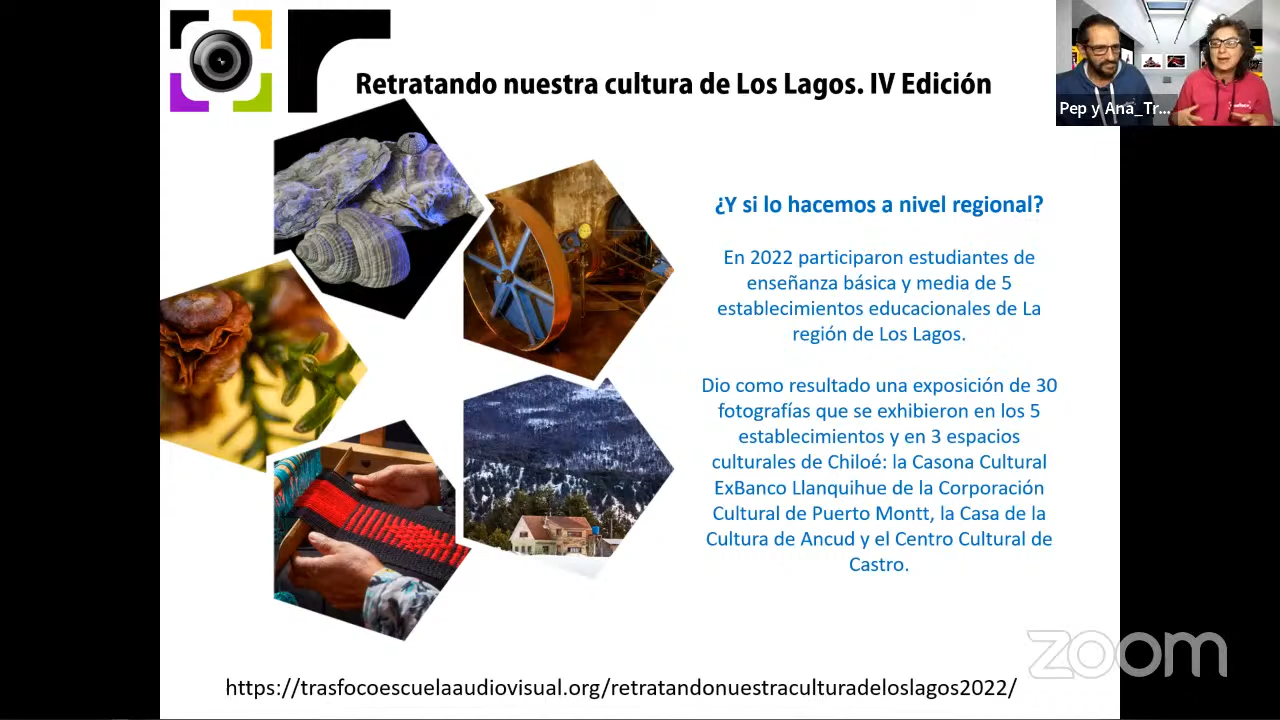 Retratando nuestra cultura de Los Lagos. IV Edición
Pep y Ana_Tr...
¿Y si lo hacemos a nivel regional?
En 2022 participaron estudiantes de
enseñanza básica y media de 5
establecimientos educacionales de La
región de Los Lagos.
Dio como resultado una exposición de 30
fotografías que se exhibieron en los 5
establecimientos y en 3 espacios
culturales de Chiloé: la Casona Cultural
ExBanco Llanquihue de la Corporación
Cultural de Puerto Montt, la Casa de la
Cultura de Ancud y el Centro Cultural de
Castro.
zoom
https://trasfocoescuelaaudiovisual.org/retratandonuestraculturadeloslagos2022/